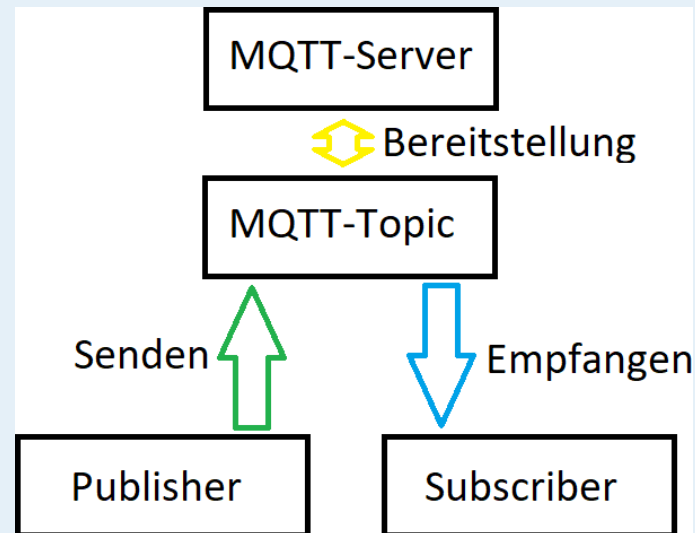 MQTT-Server
Bereitstellung
MQTT-Topic
Senden
Empfangen
Publisher
Subscriber